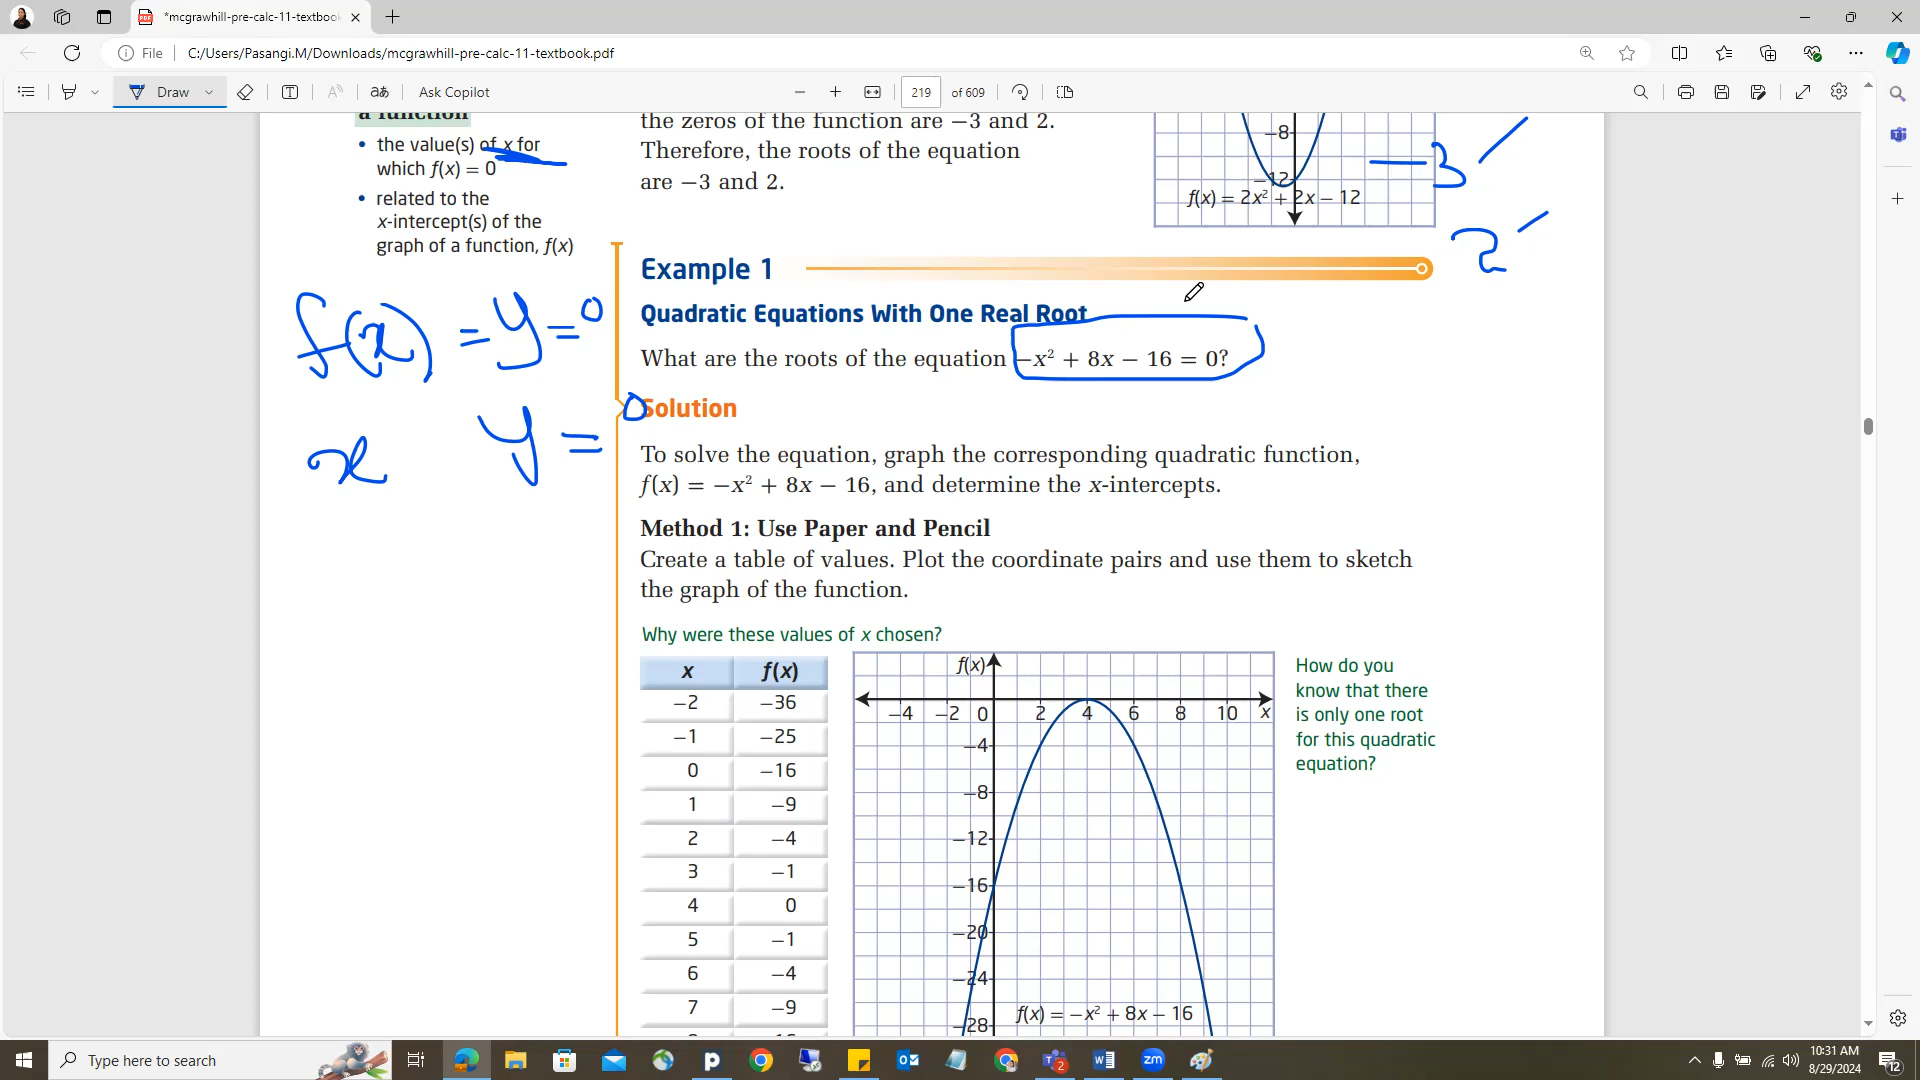 *mcgrawhill-pre-calc-11-textbook
File C:/Users/Pasangi.M/Downloads/mcgrawhill-pre-calc-11-textbook.pdf
Draw aあ Ask Copilot 219 of 609
a function
• the value(s) of x for
which f(x) = 0
• related to the
x-intercept(s) of the
graph of a function, f(x)
the zeros of the function are −3 and 2.
Therefore, the roots of the equation
are −3 and 2.
−8
−12
f(x) = 2x² + 2x − 12
−3
2
Example 1
Quadratic Equations With One Real Root
What are the roots of the equation −x² + 8x − 16 = 0?
f(x) = y = 0
x y = 0
Solution
To solve the equation, graph the corresponding quadratic function,
f(x) = −x² + 8x − 16, and determine the x-intercepts.
Method 1: Use Paper and Pencil
Create a table of values. Plot the coordinate pairs and use them to sketch
the graph of the function.
Why were these values of x chosen?
x f(x)
−2 −36
−1 −25
0 −16
1 −9
2 −4
3 −1
4 0
5 −1
6 −4
7 −9
f(x)
−4 −2 0 2 4 6 8 10 x
−4
−8
−12
−16
−20
−24
−28
f(x) = −x² + 8x − 16
How do you
know that there
is only one root
for this quadratic
equation?
Type here to search
10:31 AM
8/29/2024
2
12
zm